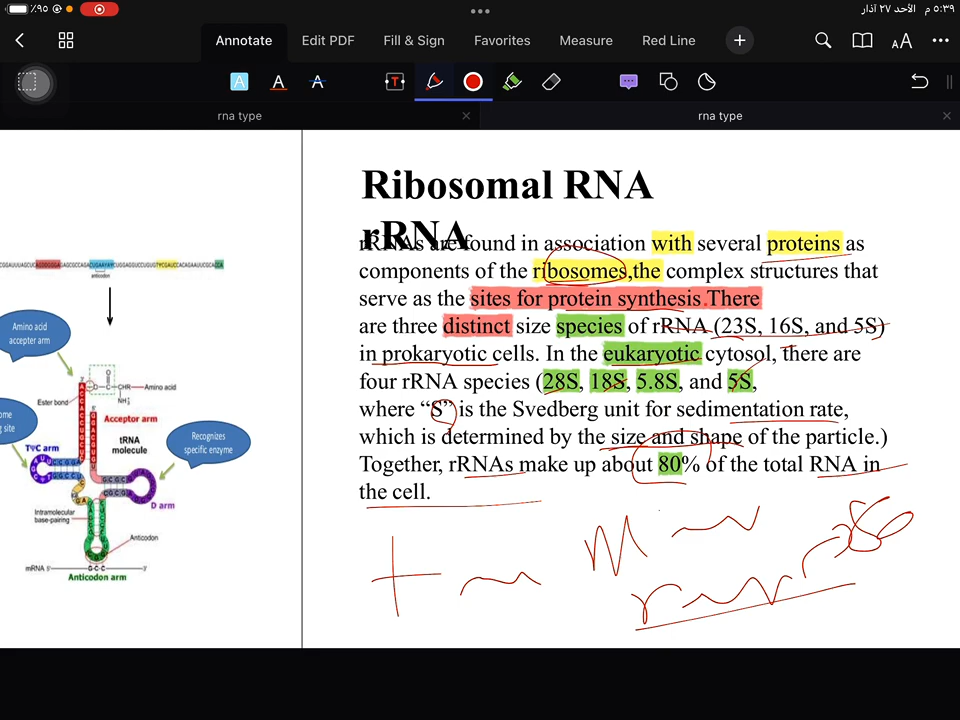 ٪٩٥
٥:٣٩ م الأحد ٢٧ آذار
Annotate Edit PDF Fill & Sign Favorites Measure Red Line
rna type
rna type
anticodon
Amino acid
accepter arm
Amino acid
Ester bond
Acceptor arm
tRNA
molecule
Recognizes
specific enzyme
TΨC arm
D arm
Intramolecular
base-pairing
Anticodon
mRNA 5'
G C C
3'
Anticodon arm
Ribosomal RNA
rRNA
rRNAs are found in association with several proteins as
components of the ribosomes,the complex structures that
serve as the sites for protein synthesis.There
are three distinct size species of rRNA (23S, 16S, and 5S)
in prokaryotic cells. In the eukaryotic cytosol, there are
four rRNA species (28S, 18S, 5.8S, and 5S,
where “S” is the Svedberg unit for sedimentation rate,
which is determined by the size and shape of the particle.)
Together, rRNAs make up about 80% of the total RNA in
the cell.